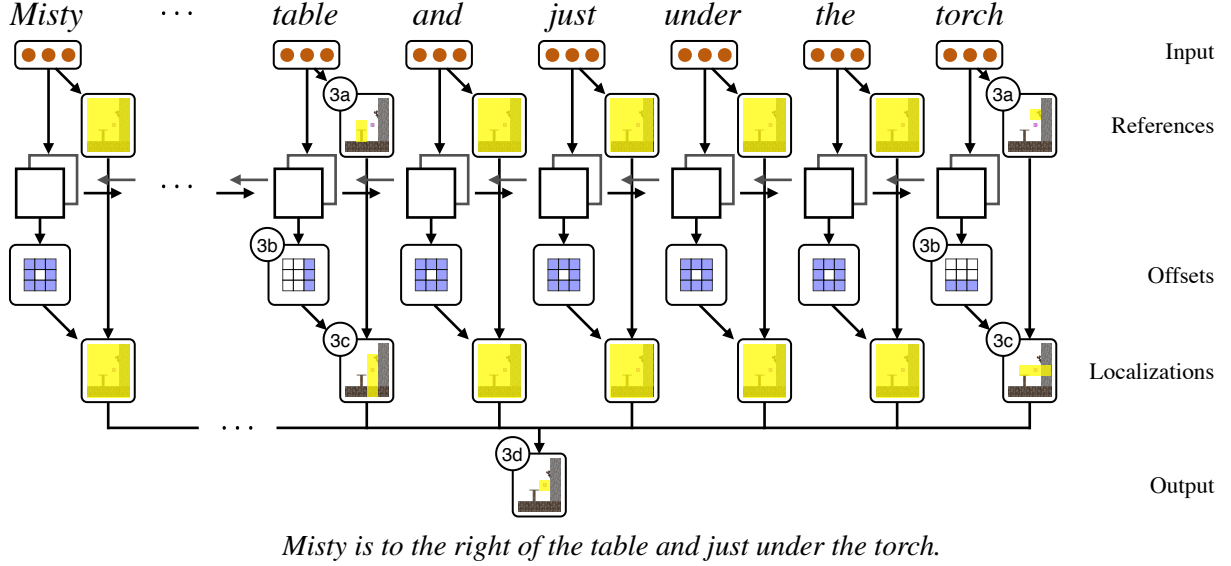 Misty ... table and just under the torch
Input
3a 3a
References
...
3b 3b
Offsets
3c 3c
Localizations
...
3d
Output
Misty is to the right of the table and just under the torch.